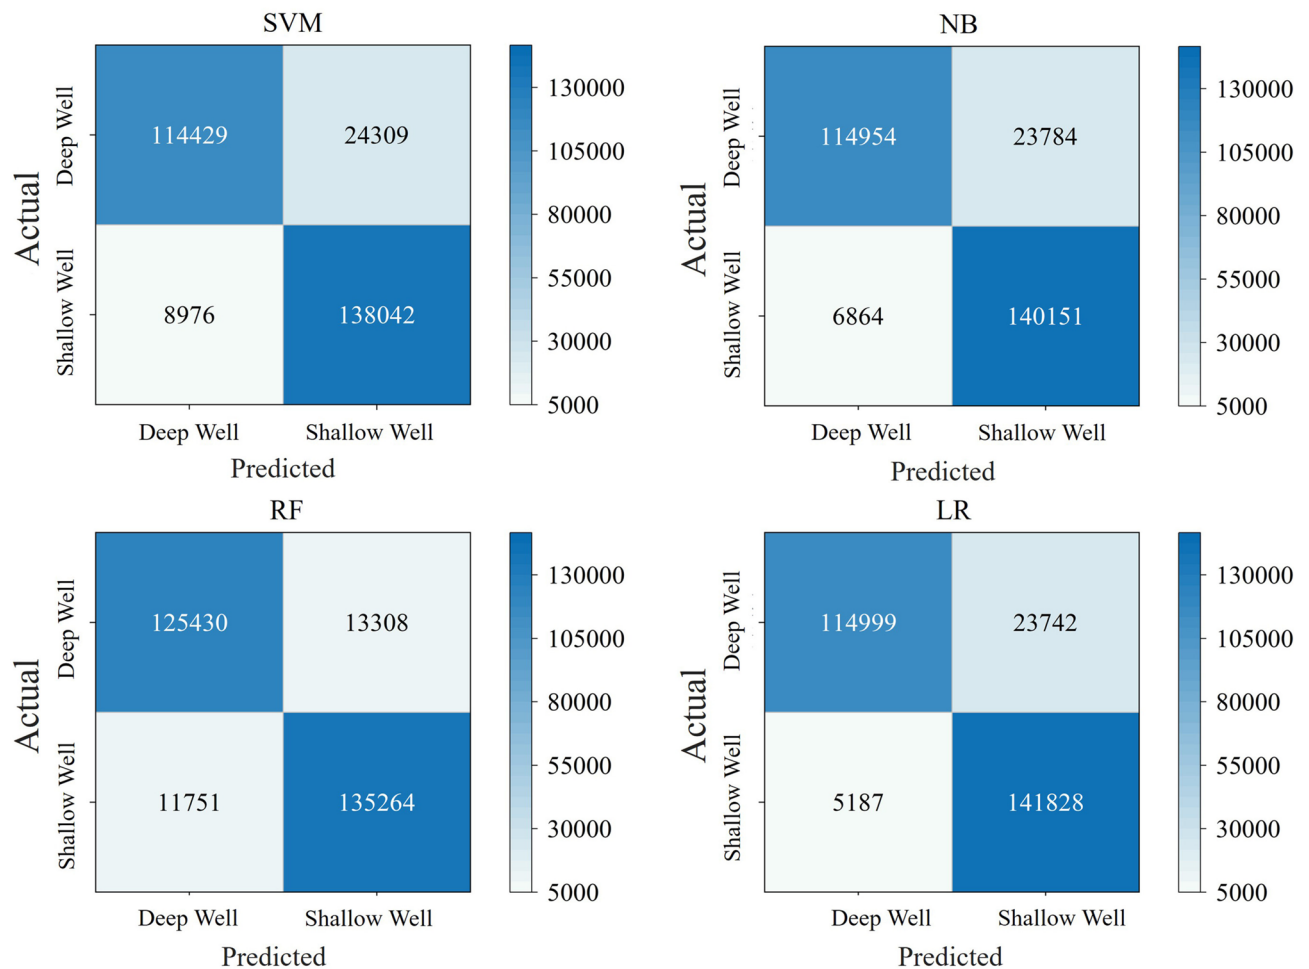 SVM
Actual
Deep Well
Shallow Well
114429
24309
8976
138042
Deep Well
Shallow Well
Predicted
130000
105000
80000
55000
30000
5000
NB
Actual
Deep Well
Shallow Well
114954
23784
6864
140151
Deep Well
Shallow Well
Predicted
130000
105000
80000
55000
30000
5000
RF
Actual
Deep Well
Shallow Well
125430
13308
11751
135264
Deep Well
Shallow Well
Predicted
130000
105000
80000
55000
30000
5000
LR
Actual
Deep Well
Shallow Well
114999
23742
5187
141828
Deep Well
Shallow Well
Predicted
130000
105000
80000
55000
30000
5000